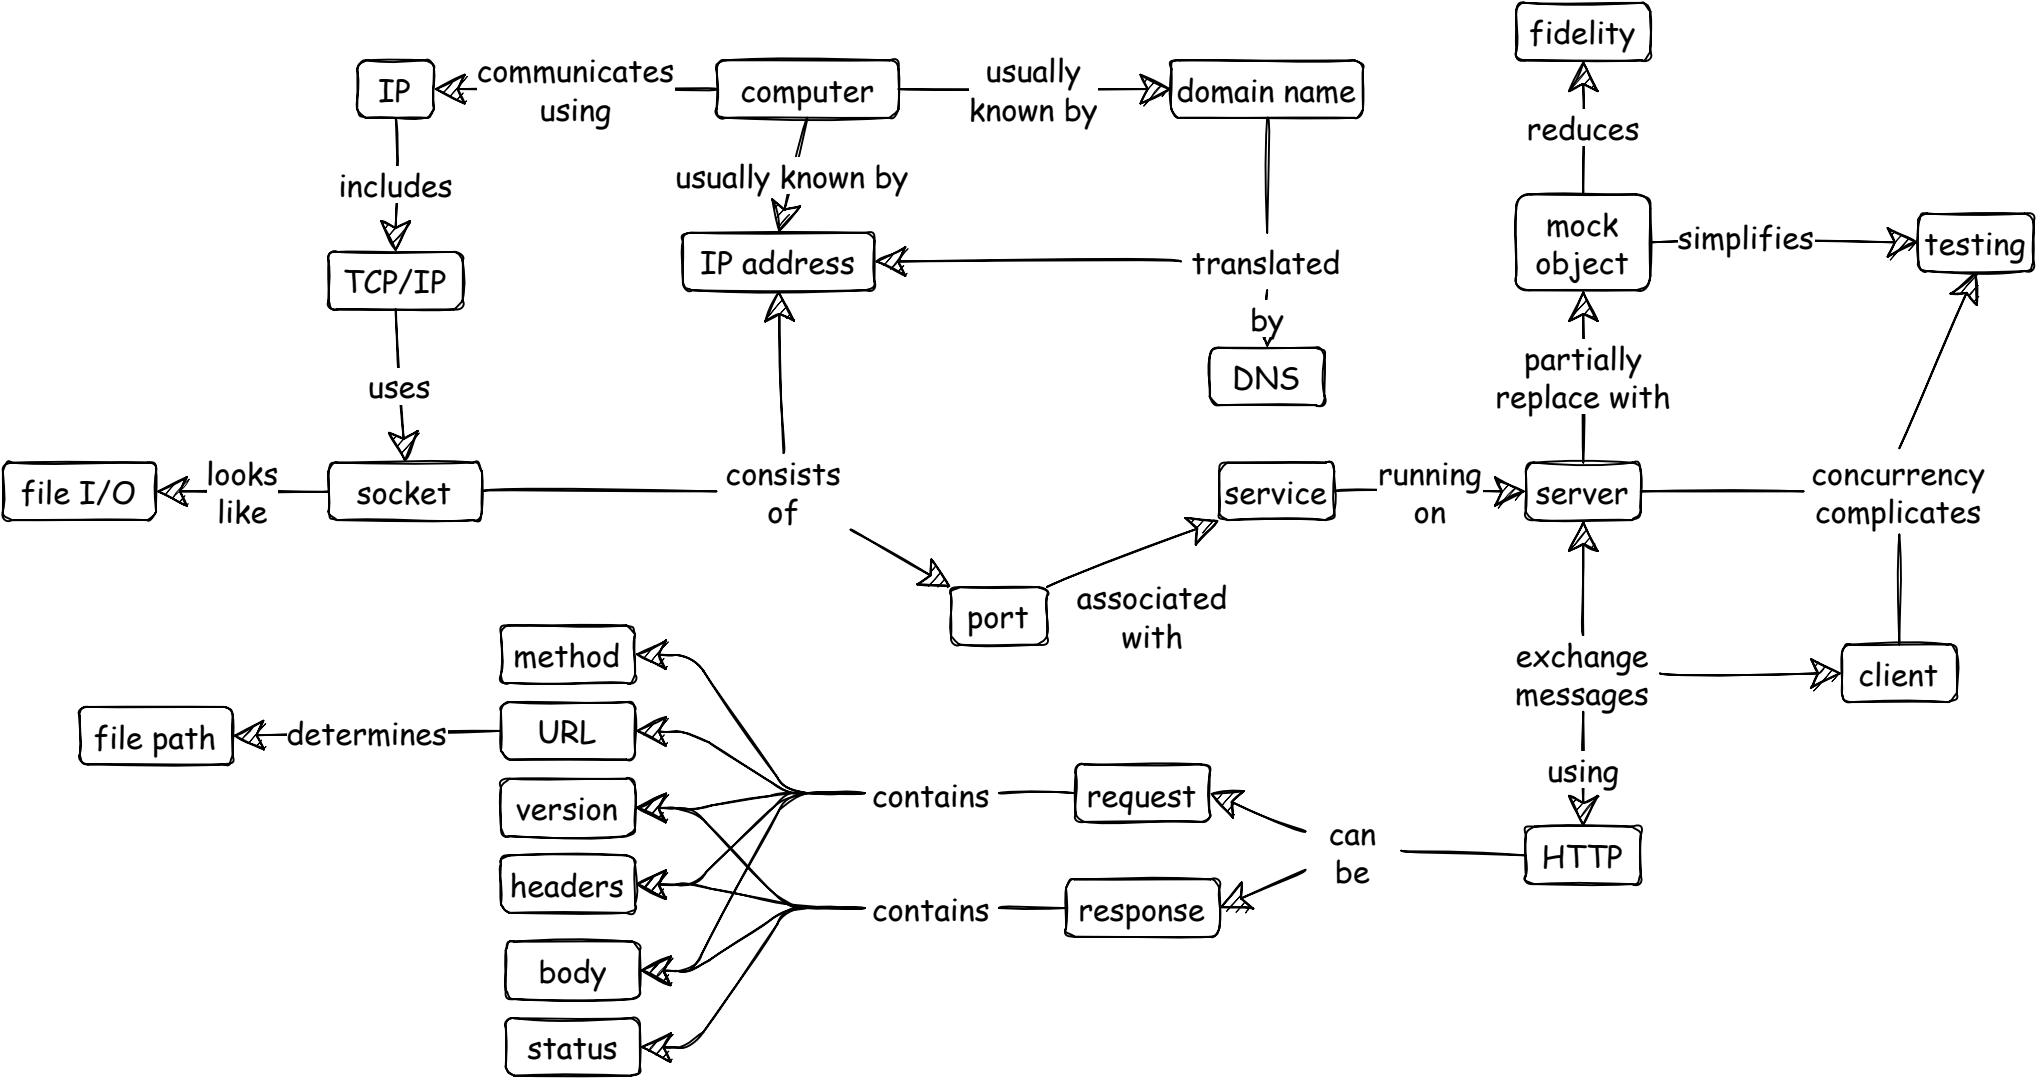 fidelity
IP
communicates
using
computer
usually
known by
domain name
reduces
includes
usually known by
mock
object
simplifies
testing
TCP/IP
IP address
translated
by
DNS
partially
replace with
uses
file I/O
looks
like
socket
consists
of
service
running
on
server
concurrency
complicates
port
associated
with
method
exchange
messages
client
file path
determines
URL
using
version
contains
request
can
be
HTTP
headers
contains
response
body
status